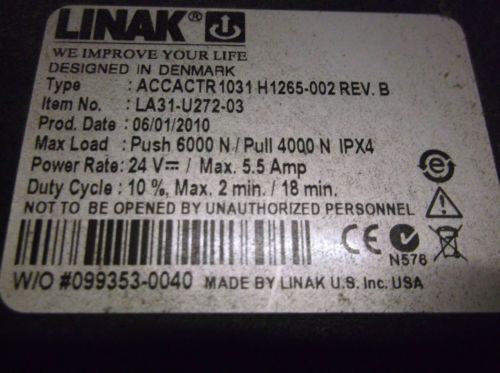 LINAK®
WE IMPROVE YOUR LIFE
DESIGNED IN DENMARK
Type : ACCACTR1031 H1265-002 REV. B
Item No. : LA31-U272-03
Prod. Date : 06/01/2010
Max Load : Push 6000 N / Pull 4000 N IPX4
Power Rate : 24 V⎓ / Max. 5.5 Amp
Duty Cycle : 10 %, Max. 2 min. / 18 min.
NOT TO BE OPENED BY UNAUTHORIZED PERSONNEL
CE
N576
W/O #099353-0040 MADE BY LINAK U.S. Inc. USA